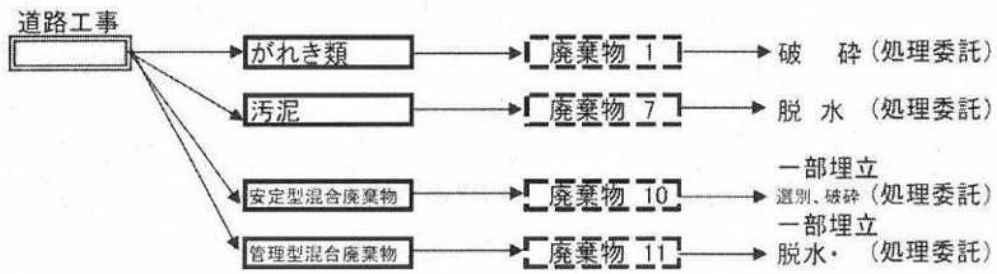 道路工事
がれき類 廃棄物 1 破 砕 (処理委託)
汚泥 廃棄物 7 脱 水 (処理委託)
一部埋立
安定型混合廃棄物 廃棄物 10 選別、破砕 (処理委託)
一部埋立
管理型混合廃棄物 廃棄物 11 脱水・ (処理委託)